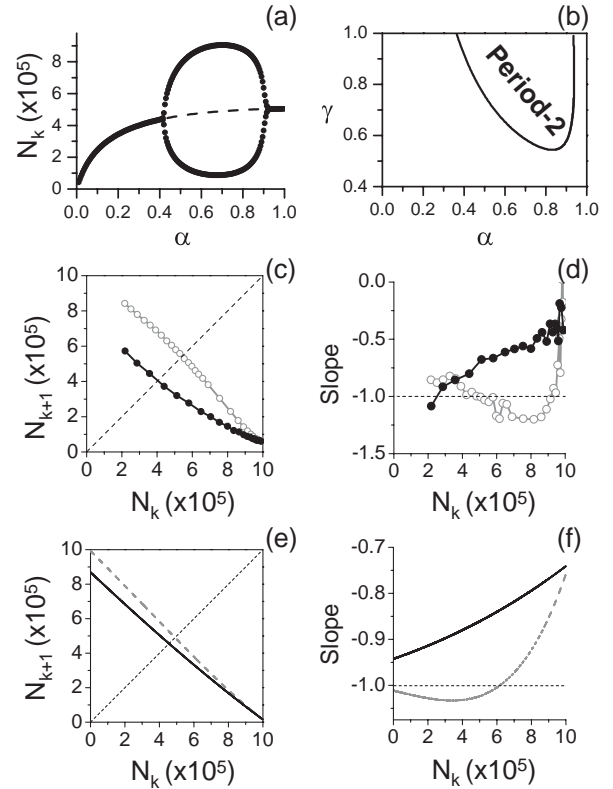 (a)
N_k (x10^5)
8
6
4
2
0
0.0 0.2 0.4 0.6 0.8 1.0
α
(b)
γ
1.0
0.8
0.6
0.4
0.0 0.2 0.4 0.6 0.8 1.0
α
Period-2
(c)
N_{k+1} (x10^5)
10
8
6
4
2
0
0 2 4 6 8 10
N_k (x10^5)
(d)
Slope
0.0
-0.5
-1.0
-1.5
0 2 4 6 8 10
N_k (x10^5)
(e)
N_{k+1} (x10^5)
10
8
6
4
2
0
0 2 4 6 8 10
N_k (x10^5)
(f)
Slope
-0.7
-0.8
-0.9
-1.0
0 2 4 6 8 10
N_k (x10^5)